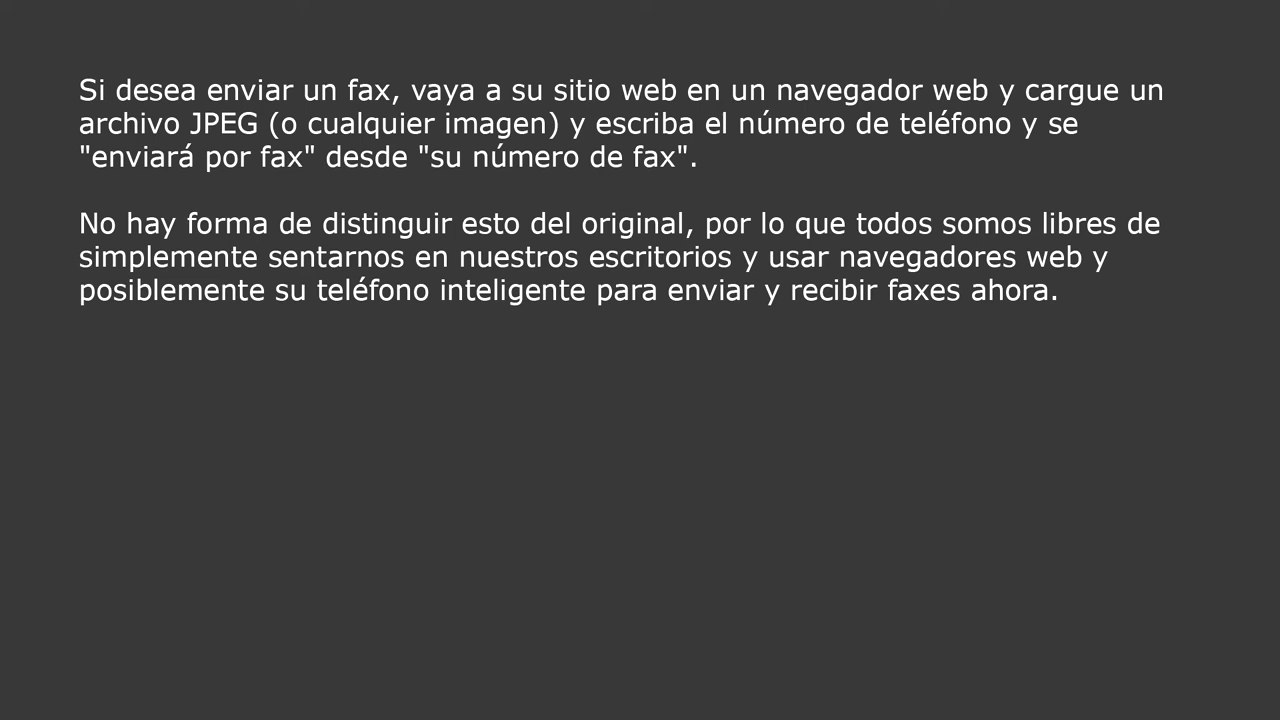 Si desea enviar un fax, vaya a su sitio web en un navegador web y cargue un
archivo JPEG (o cualquier imagen) y escriba el número de teléfono y se
"enviará por fax" desde "su número de fax".
No hay forma de distinguir esto del original, por lo que todos somos libres de
simplemente sentarnos en nuestros escritorios y usar navegadores web y
posiblemente su teléfono inteligente para enviar y recibir faxes ahora.